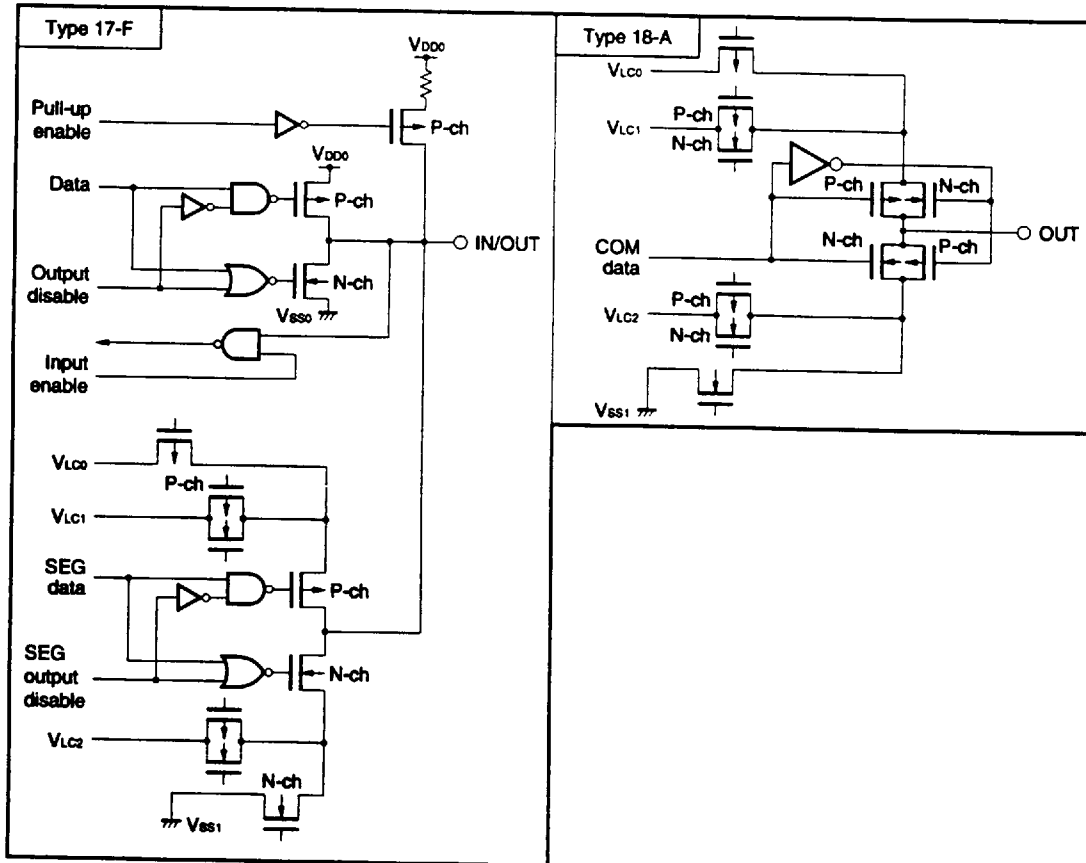 Type 17-F
VDD0
Pull-up
enable
P-ch
VDD0
Data
P-ch
IN/OUT
Output
disable
N-ch
VSS0
Input
enable
VLC0
P-ch
VLC1
SEG
data
P-ch
SEG
output
disable
N-ch
VLC2
N-ch
VSS1
Type 18-A
VLC0
P-ch
VLC1
N-ch
P-ch
N-ch
OUT
N-ch
P-ch
COM
data
P-ch
VLC2
N-ch
VSS1